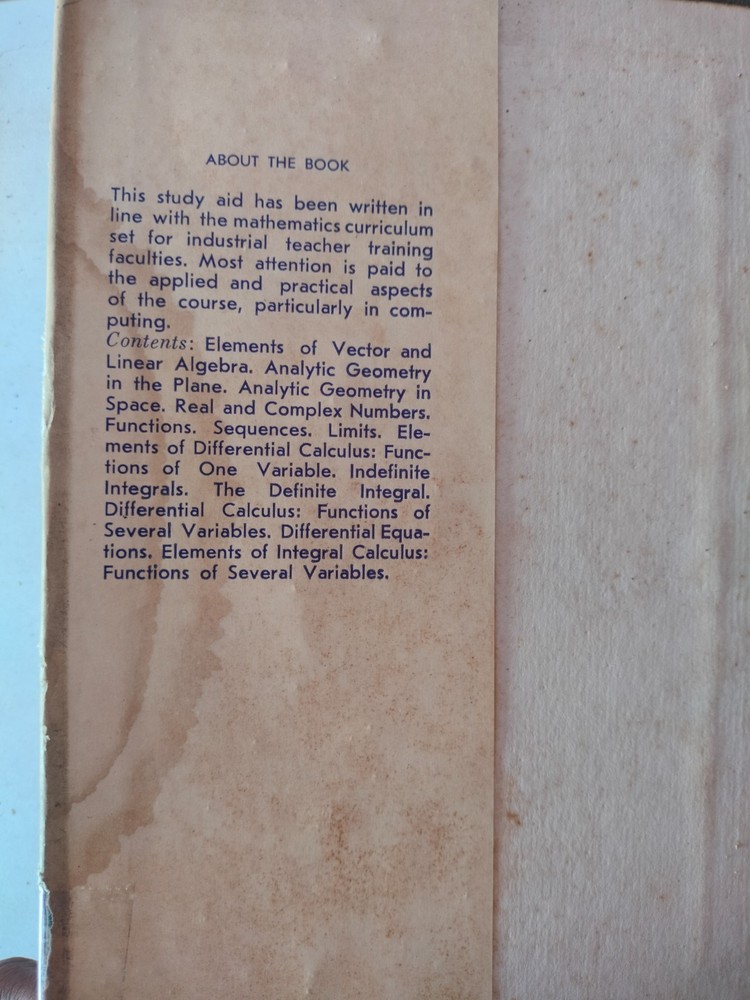 ABOUT THE BOOK
This study aid has been written in
line with the mathematics curriculum
set for industrial teacher training
faculties. Most attention is paid to
the applied and practical aspects
of the course, particularly in com-
puting.
Contents: Elements of Vector and
Linear Algebra. Analytic Geometry
in the Plane. Analytic Geometry in
Space. Real and Complex Numbers.
Functions. Sequences. Limits. Ele-
ments of Differential Calculus: Func-
tions of One Variable. Indefinite
Integrals. The Definite Integral.
Differential Calculus: Functions of
Several Variables. Differential Equa-
tions. Elements of Integral Calculus:
Functions of Several Variables.